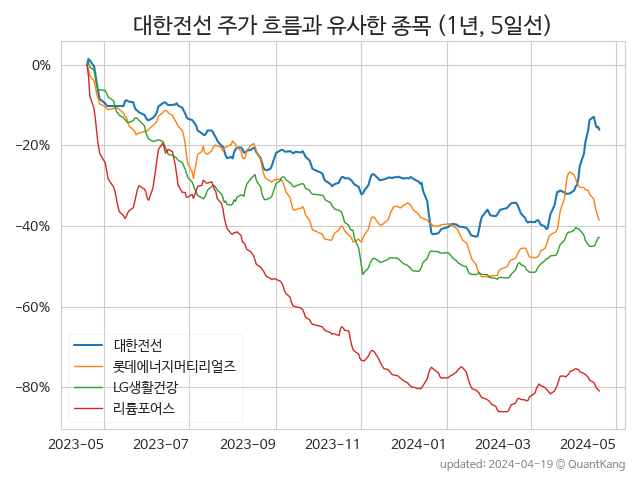 대한전선 주가 흐름과 유사한 종목 (1년, 5일선)
0%
−20%
−40%
−60%
−80%
대한전선
롯데에너지머티리얼즈
LG생활건강
리튬포어스
2023-05 2023-07 2023-09 2023-11 2024-01 2024-03 2024-05
updated: 2024-04-19 © QuantKang